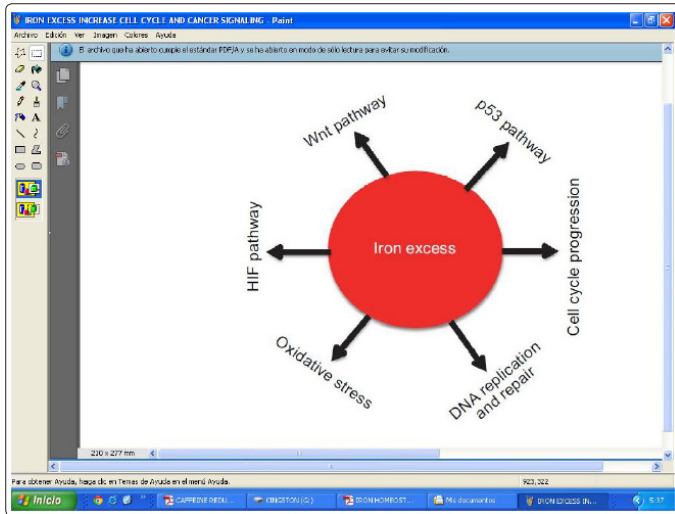 IRON EXCESS INCREASE CELL CYCLE AND CANCER SIGNALING - Paint
Archivo Edición Ver Imagen Colores Ayuda
El archivo que ha abierto cumple el estándar PDF/A y se ha abierto en modo de sólo lectura para evitar su modificación.
Wnt pathway
p53 pathway
HIF pathway
Iron excess
Cell cycle progression
Oxidative stress
DNA replication
and repair
210 x 277 mm
Para obtener Ayuda, haga clic en Temas de Ayuda en el menú Ayuda.
923,322
Inicio
CAFFEINE REDU...
KINGSTON (G:)
IRON HOMEOST...
Mis documentos
IRON EXCESS IN...
5:37